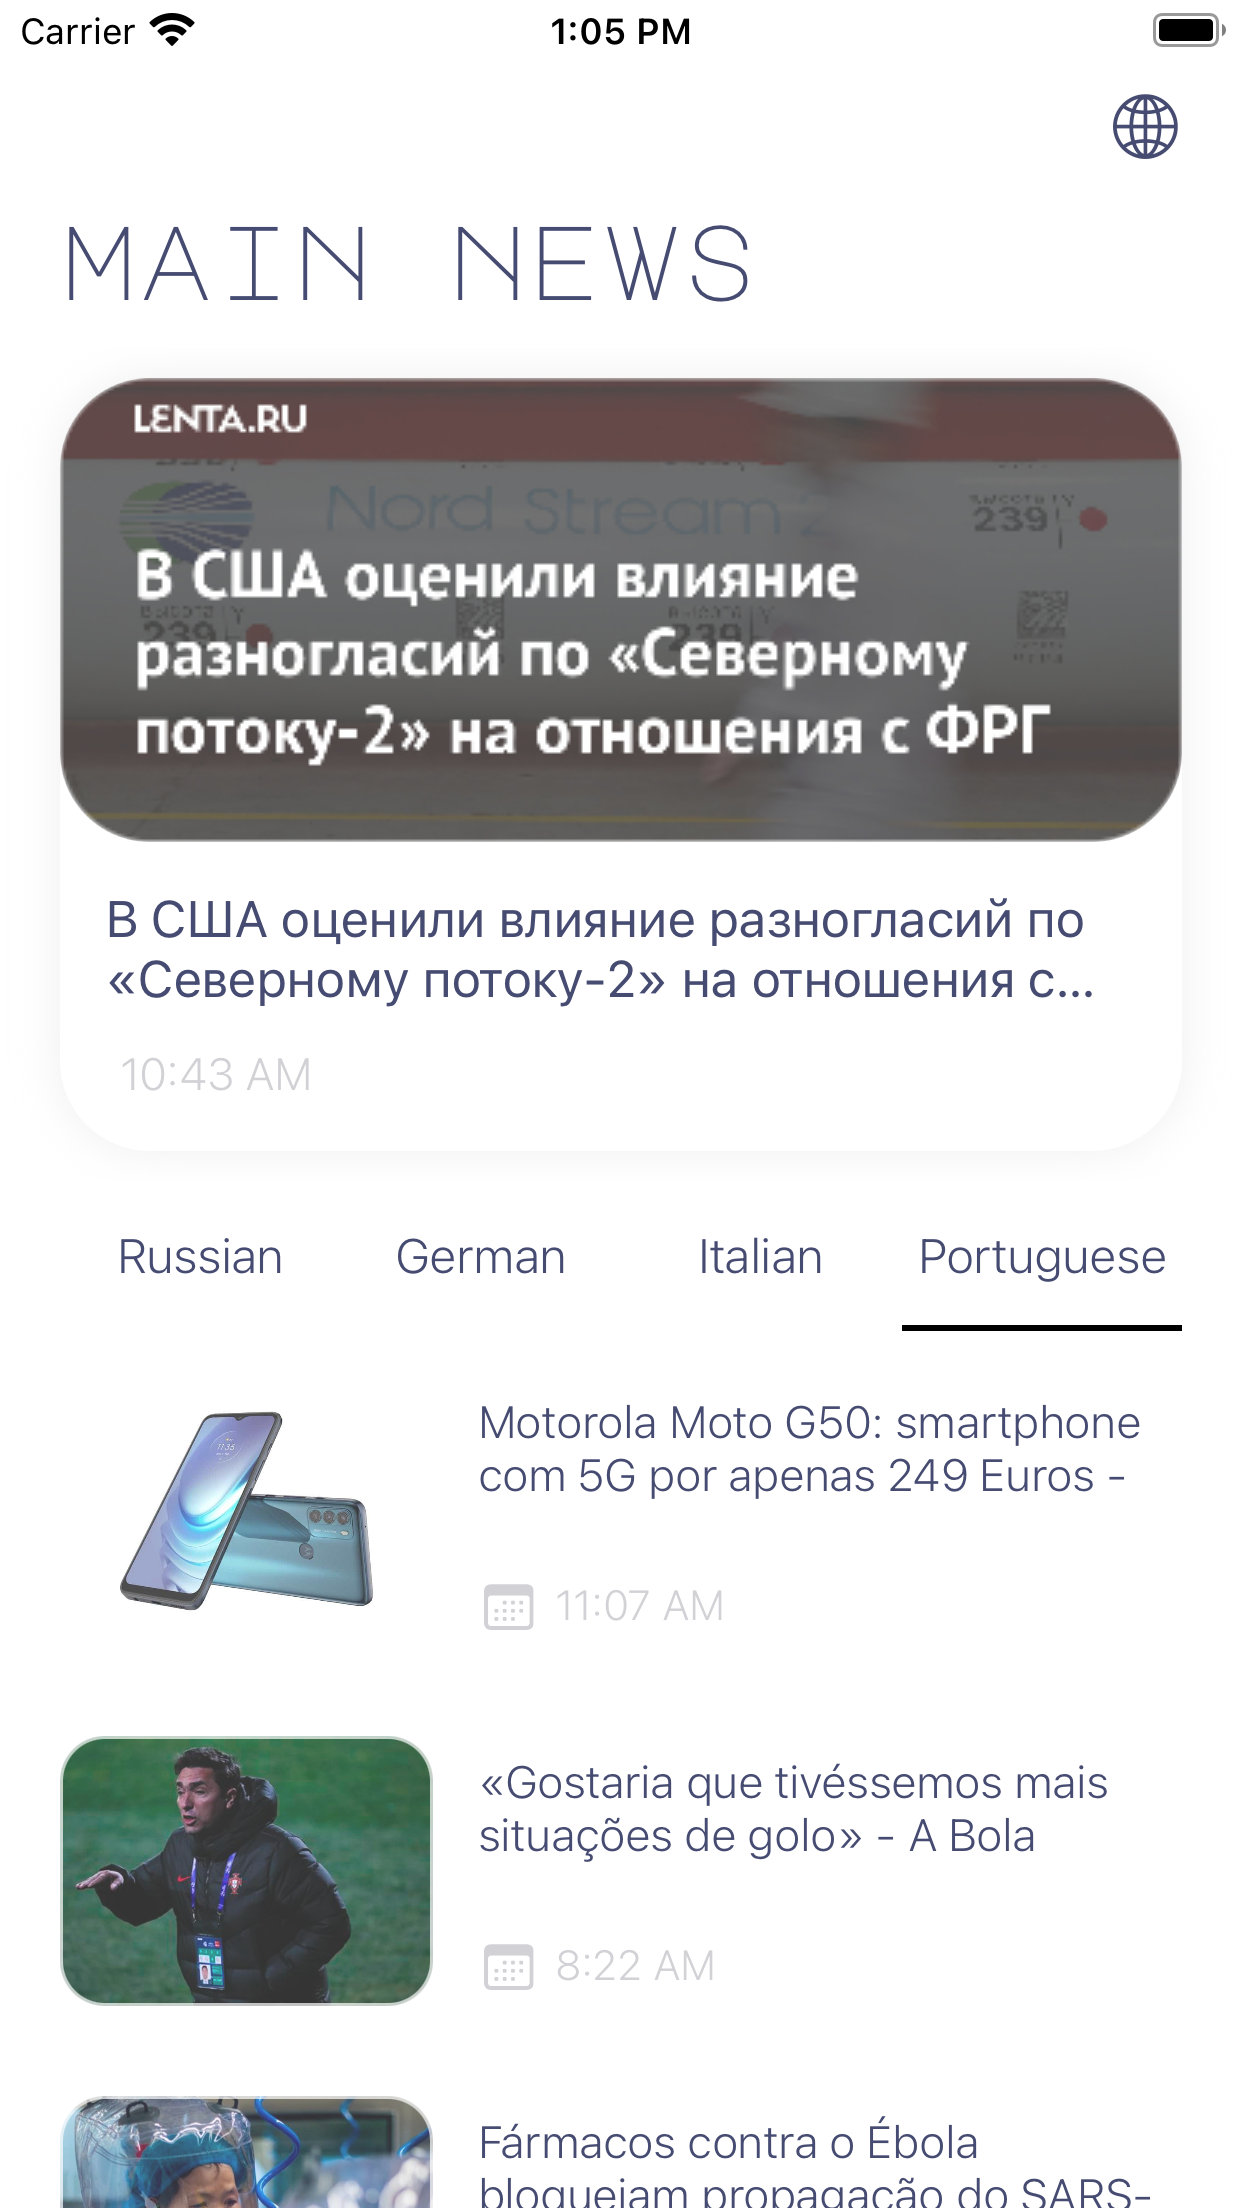 Carrier
1:05 PM
MAIN NEWS
LENTA.RU
Nord Stream 2
239
В США оценили влияние
239
239
разногласий по «Северному
потоку-2» на отношения с ФРГ
В США оценили влияние разногласий по
«Северному потоку-2» на отношения с...
10:43 AM
Russian German Italian Portuguese
Motorola Moto G50: smartphone
com 5G por apenas 249 Euros -
11:07 AM
«Gostaria que tivéssemos mais
situações de golo» - A Bola
8:22 AM
Fármacos contra o Ébola
bloqueiam propagação do SARS-